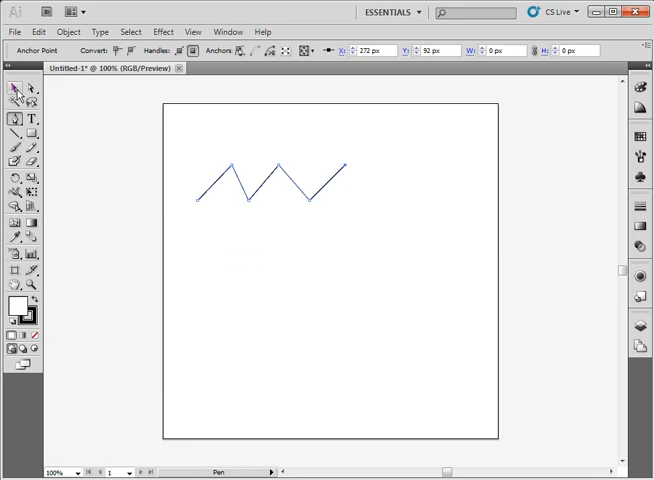 Ai ESSENTIALS CS Live
File Edit Object Type Select Effect View Window Help
Anchor Point Convert: Handles: Anchors: X: 272 px Y: 92 px W: 0 px H: 0 px
Untitled-1* @ 100% (RGB/Preview)
T
100% 1 Pen